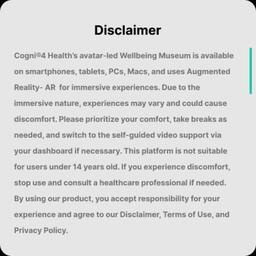 Disclaimer
Cogni®4 Health's avatar-led Wellbeing Museum is available
on smartphones, tablets, PCs, Macs, and uses Augmented
Reality- AR for immersive experiences. Due to the
immersive nature, experiences may vary and could cause
discomfort. Please prioritize your comfort, take breaks as
needed, and switch to the self-guided video support via
your dashboard if necessary. This platform is not suitable
for users under 14 years old. If you experience discomfort,
stop use and consult a healthcare professional if needed.
By using our product, you accept responsibility for your
experience and agree to our Disclaimer, Terms of Use, and
Privacy Policy.